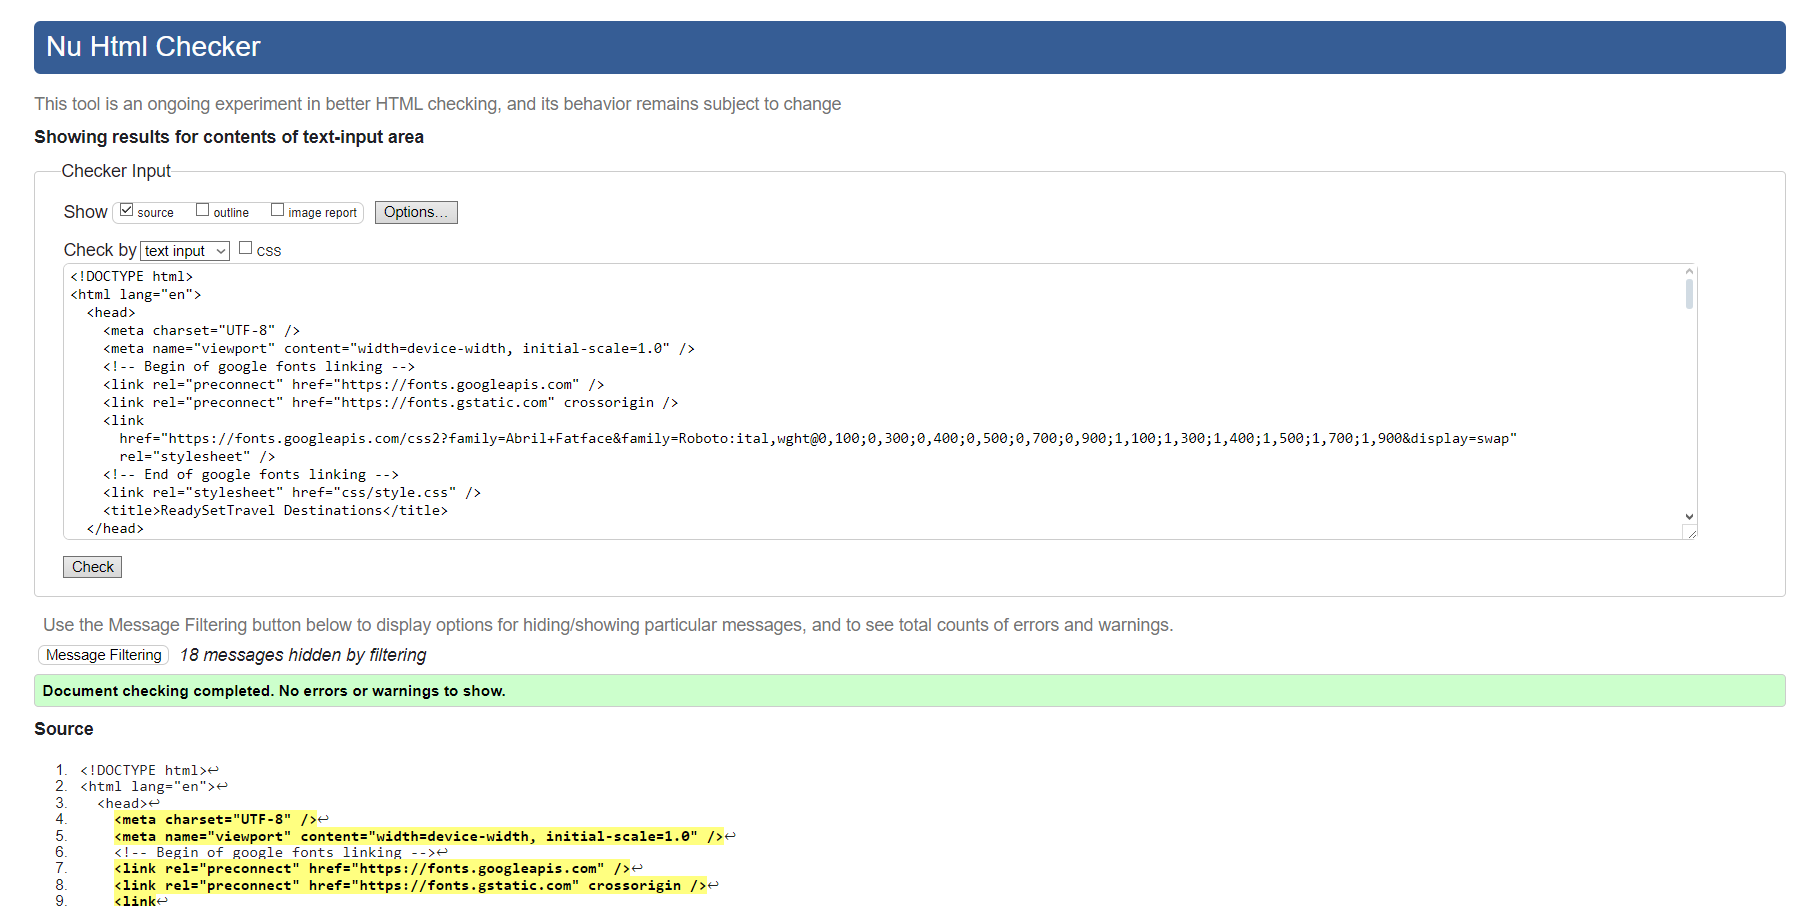 Nu Html Checker
This tool is an ongoing experiment in better HTML checking, and its behavior remains subject to change
Showing results for contents of text-input area
Checker Input
Show source outline image report Options...
Check by text input css
<!DOCTYPE html>
<html lang="en">
  <head>
    <meta charset="UTF-8" />
    <meta name="viewport" content="width=device-width, initial-scale=1.0" />
    <!-- Begin of google fonts linking -->
    <link rel="preconnect" href="https://fonts.googleapis.com" />
    <link rel="preconnect" href="https://fonts.gstatic.com" crossorigin />
    <link
      href="https://fonts.googleapis.com/css2?family=Abril+Fatface&family=Roboto:ital,wght@0,100;0,300;0,400;0,500;0,700;0,900;1,100;1,300;1,400;1,500;1,700;1,900&display=swap"
      rel="stylesheet" />
    <!-- End of google fonts linking -->
    <link rel="stylesheet" href="css/style.css" />
    <title>ReadySetTravel Destinations</title>
  </head>
Check
Use the Message Filtering button below to display options for hiding/showing particular messages, and to see total counts of errors and warnings.
Message Filtering 18 messages hidden by filtering
Document checking completed. No errors or warnings to show.
Source
1. <!DOCTYPE html>↩
2. <html lang="en">↩
3.   <head>↩
4.     <meta charset="UTF-8" />↩
5.     <meta name="viewport" content="width=device-width, initial-scale=1.0" />↩
6.     <!-- Begin of google fonts linking -->↩
7.     <link rel="preconnect" href="https://fonts.googleapis.com" />↩
8.     <link rel="preconnect" href="https://fonts.gstatic.com" crossorigin />↩
9.     <link↩